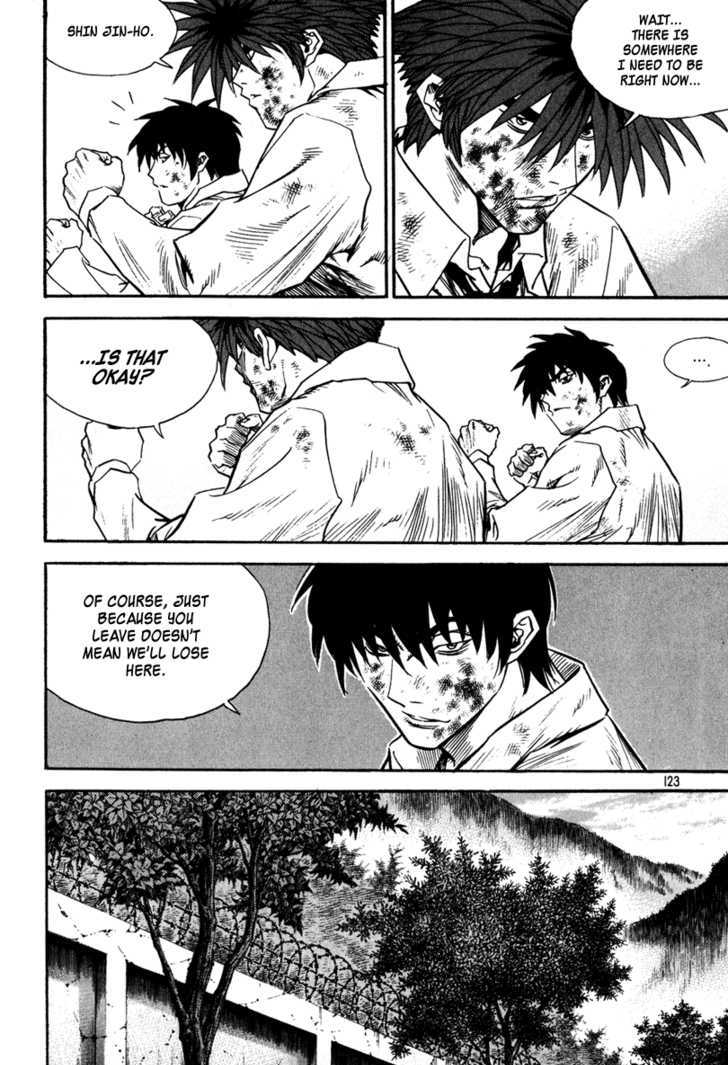 SHIN JIN-HO.
WAIT...
THERE IS
SOMEWHERE
I NEED TO BE
RIGHT NOW...
...IS THAT
OKAY?
....
OF COURSE, JUST
BECAUSE YOU
LEAVE DOESN'T
MEAN WE'LL LOSE
HERE.
123